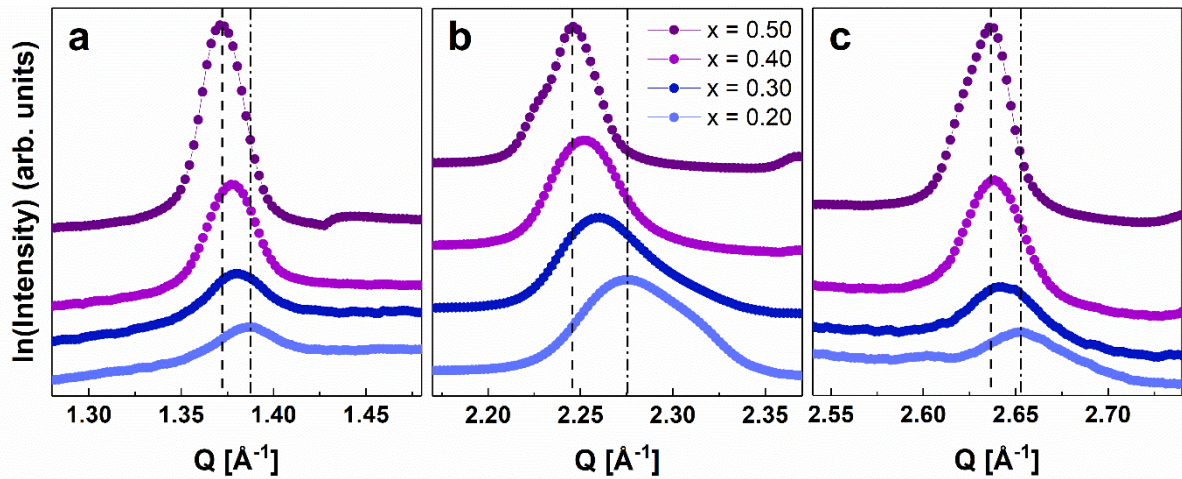 a
b
c
x = 0.50
x = 0.40
x = 0.30
x = 0.20
ln(Intensity) (arb. units)
1.30 1.35 1.40 1.45
2.20 2.25 2.30 2.35
2.55 2.60 2.65 2.70
Q [Å⁻¹]
Q [Å⁻¹]
Q [Å⁻¹]